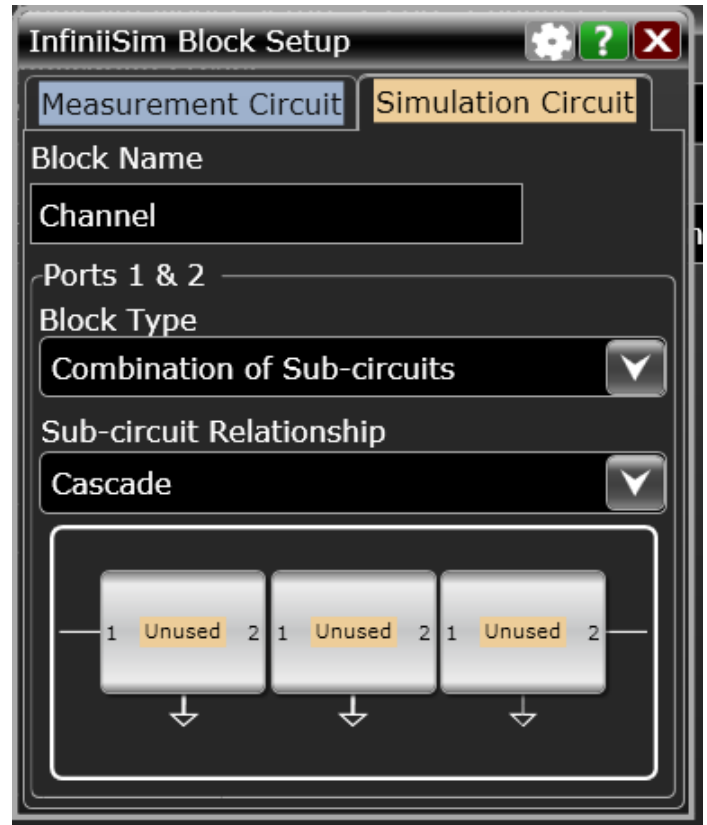 InfiniiSim Block Setup ?
Measurement Circuit Simulation Circuit
Block Name
Channel
Ports 1 & 2
Block Type
Combination of Sub-circuits
Sub-circuit Relationship
Cascade
1 Unused 2 1 Unused 2 1 Unused 2